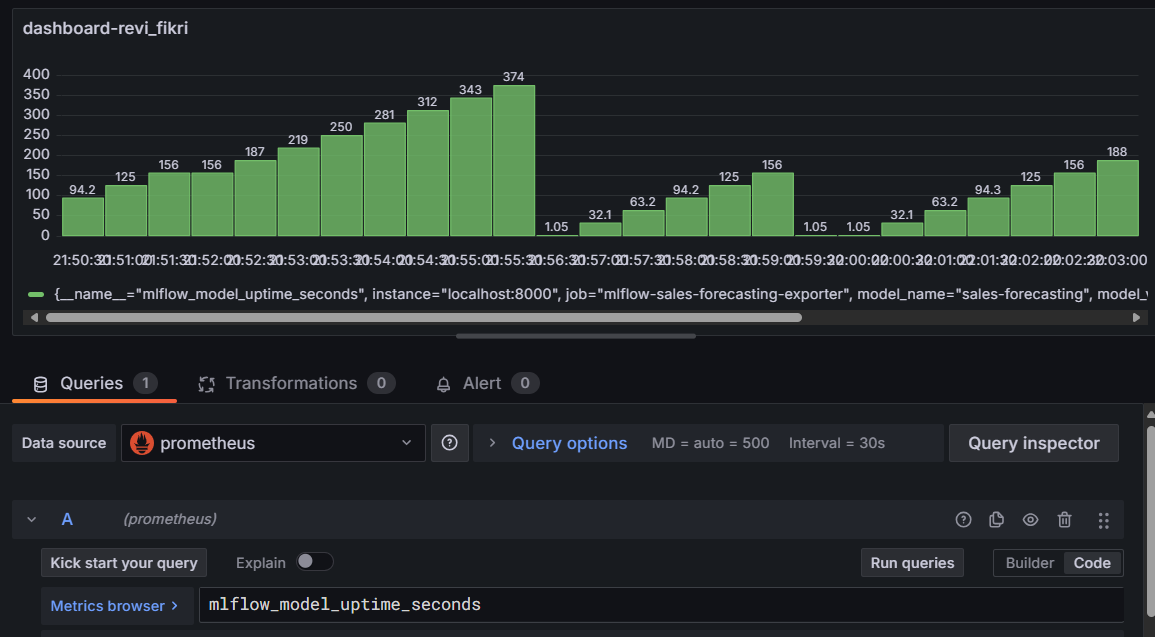 dashboard-revi_fikri
400
350
300
250
200
150
100
50
0
94.2 125 156 156 187 219 250 281 312 343 374 1.05 32.1 63.2 94.2 125 156 1.05 1.05 32.1 63.2 94.3 125 156 188
21:50:30 21:51:00 21:51:30 21:52:00 21:52:30 21:53:00 21:53:30 21:54:00 21:54:30 21:55:00 21:55:30 21:56:30 21:57:00 21:57:30 21:58:00 21:58:30 21:59:00 21:59:30 22:00:00 22:00:30 22:01:00 22:01:30 22:02:00 22:02:30 22:03:00
{__name__="mlflow_model_uptime_seconds", instance="localhost:8000", job="mlflow-sales-forecasting-exporter", model_name="sales-forecasting", model_
Queries 1 Transformations 0 Alert 0
Data source prometheus Query options MD = auto = 500 Interval = 30s Query inspector
A (prometheus)
Kick start your query Explain Run queries Builder Code
Metrics browser > mlflow_model_uptime_seconds